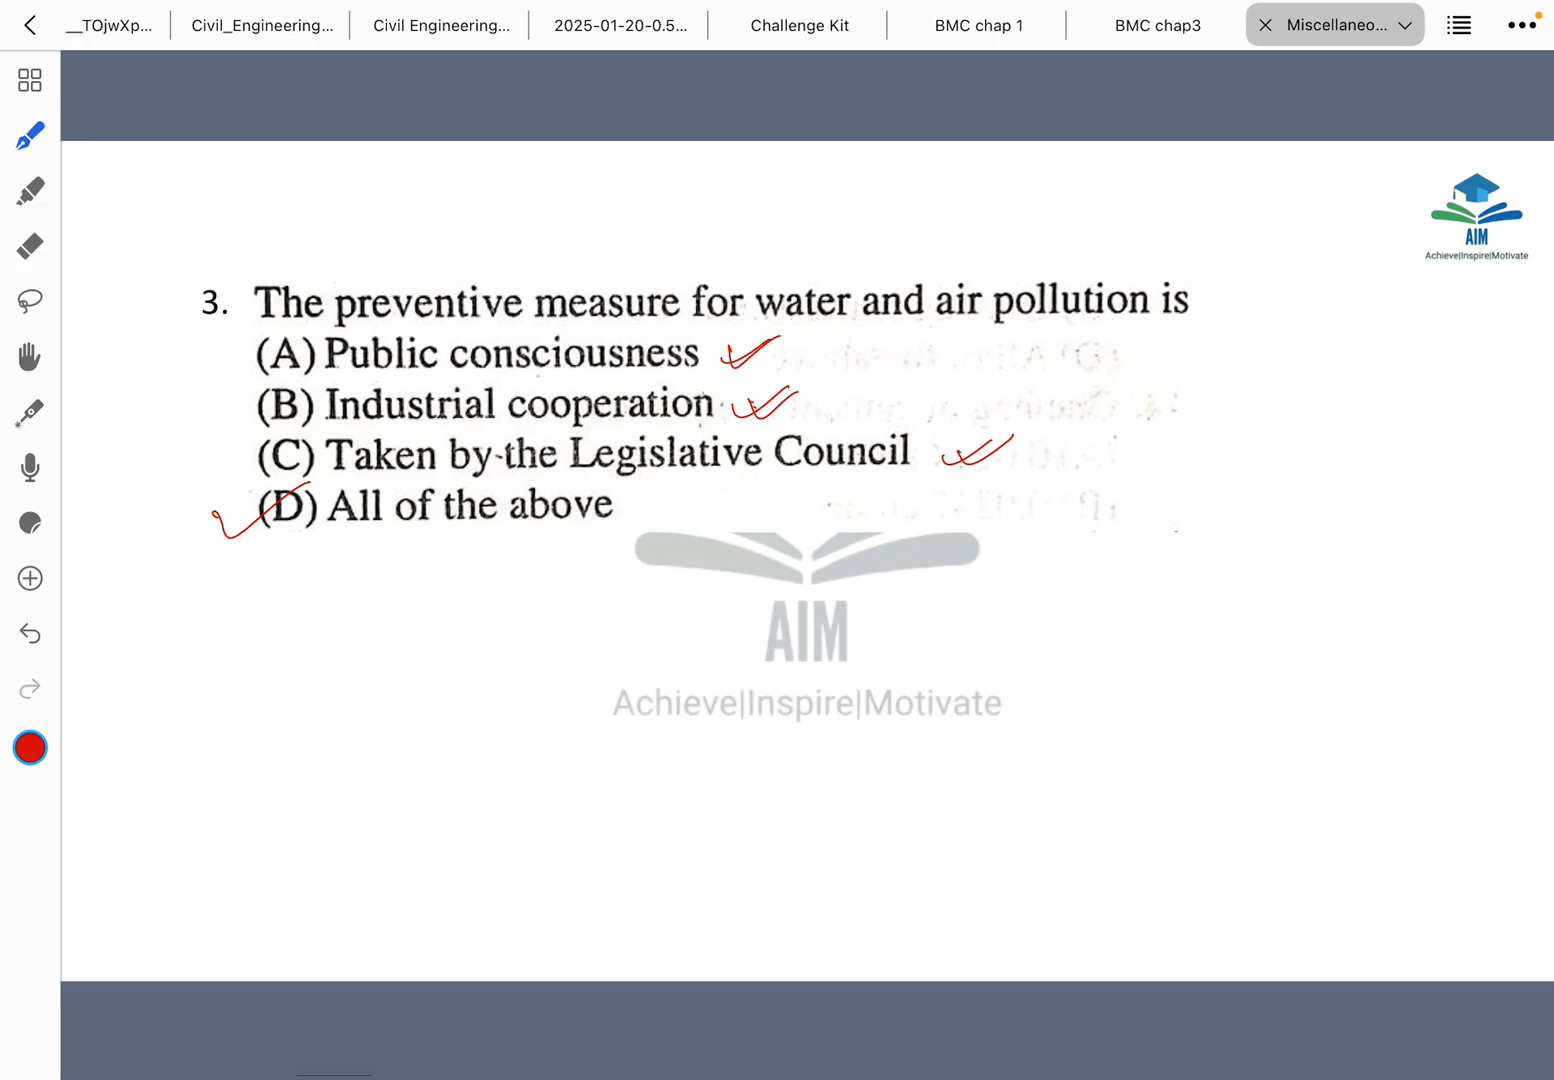 __TOjwXp...
Civil_Engineering...
Civil Engineering...
2025-01-20-0.5...
Challenge Kit
BMC chap 1
BMC chap3
Miscellaneo...
AIM
Achieve|Inspire|Motivate
3. The preventive measure for water and air pollution is
(A) Public consciousness
(B) Industrial cooperation
(C) Taken by the Legislative Council
(D) All of the above
AIM
Achieve|Inspire|Motivate